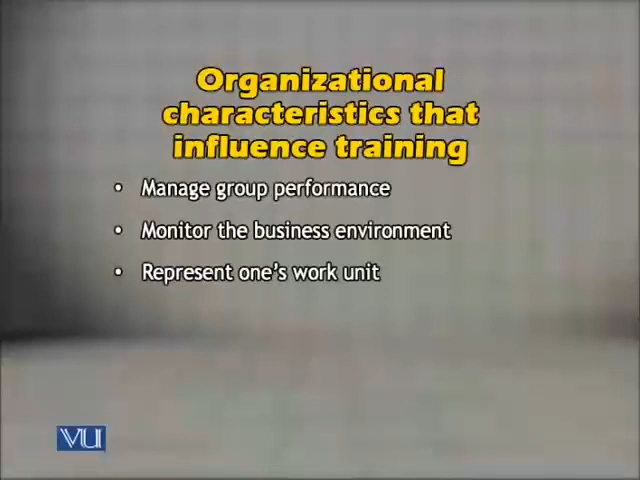 Organizational
characteristics that
influence training
• Manage group performance
• Monitor the business environment
• Represent one's work unit
VU